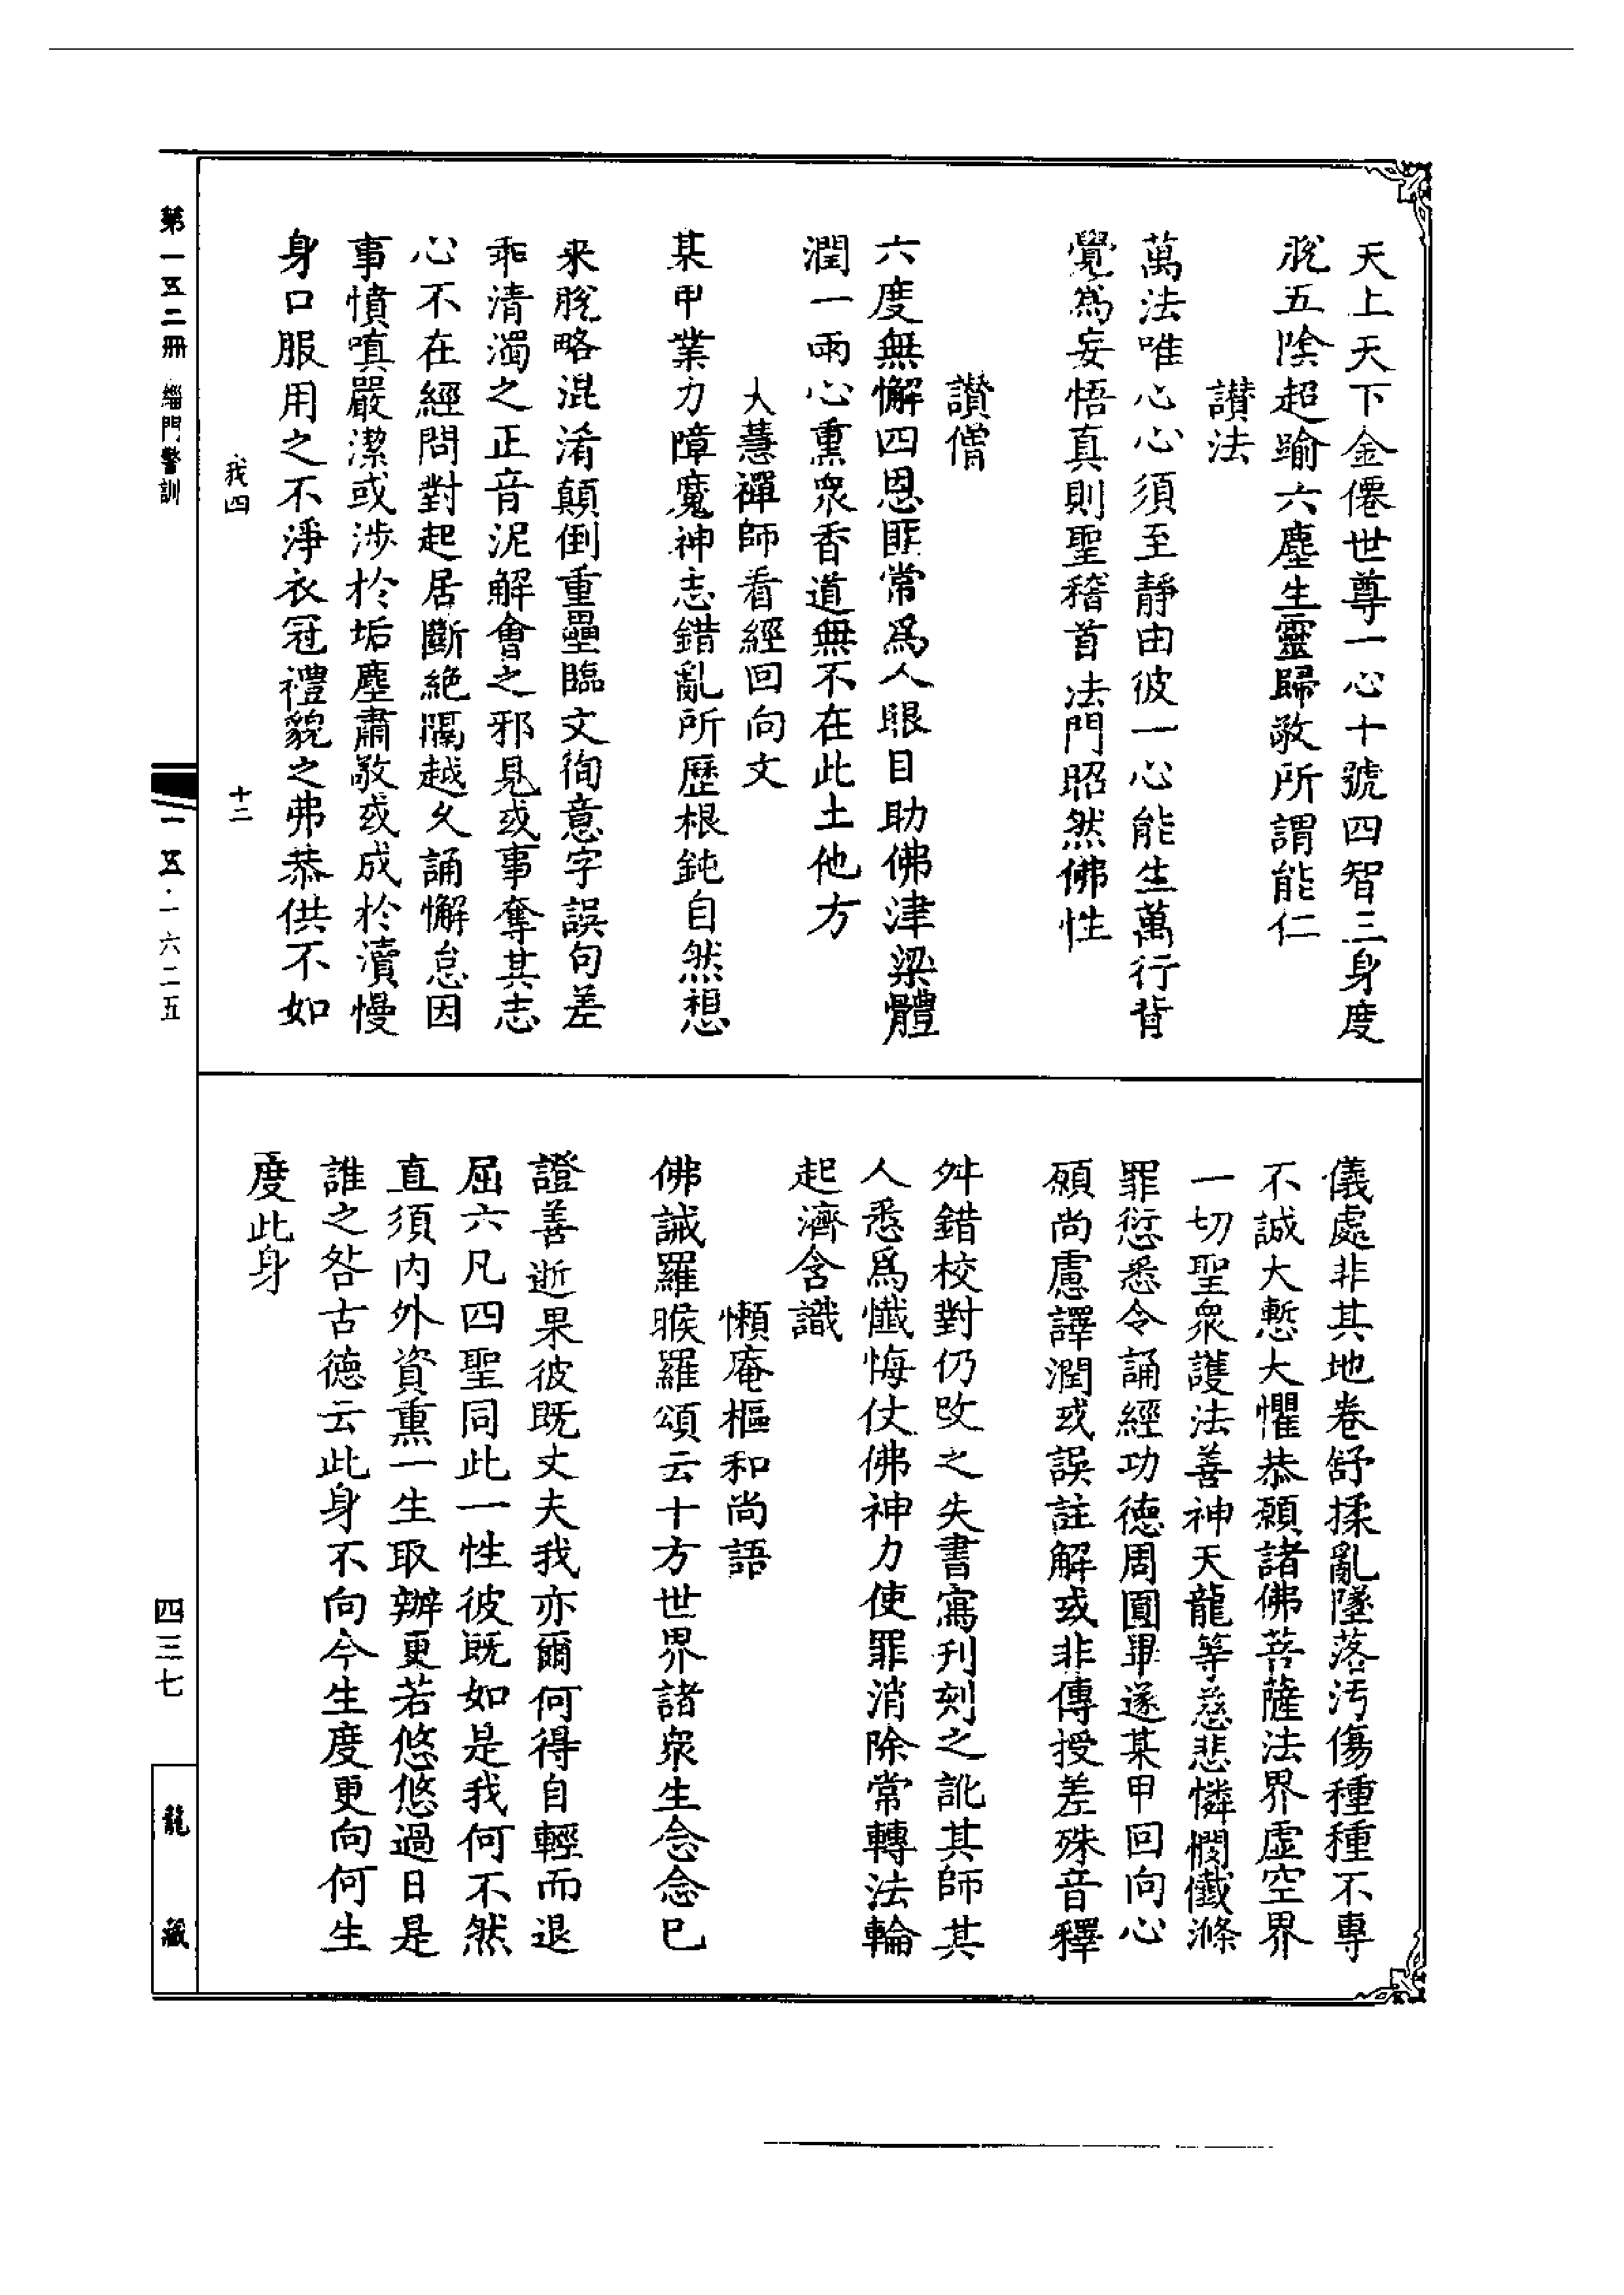 天上天下金僊世尊一心十號四智三身度
脫五陰超踰六塵生靈歸敬所謂能仁
讚法
萬法唯心心須至靜由彼一心能生萬行背
覺爲妄悟真則聖稽首法門昭然佛性
讚僧
六度無懈四恩匪常爲人眼目助佛津梁體
潤一雨心熏衆香道無不在此土他方
大慧禪師看經回向文
某甲業力障魔神志錯亂所歷根鈍自然想
來脫略混淆顛倒重壘臨文徇意字誤句差
乖清濁之正音泥解會之邪見或事奪其志
心不在經問對起居斷絕隔越久誦懈怠因
事憤嗔嚴潔或涉於垢塵肅敬或成於瀆慢
身口服用之不淨衣冠禮貌之弗恭供不如
我四
十二
儀處非其地卷舒揉亂墜落污傷種種不專
不誠大慙大懼恭願諸佛菩薩法界虛空界
一切聖衆護法善神天龍等慈悲憐憫懺滌
罪愆悉令誦經功德周圓畢遂某甲回向心
願尚慮譯潤或誤註解或非傳授差殊音釋
舛錯校對仍改之失書寫刊刻之訛其師其
人悉爲懺悔仗佛神力使罪消除常轉法輪
起濟含識
懶庵樞和尚語
佛誡羅睺羅頌云十方世界諸衆生念念已
證善逝果彼既丈夫我亦爾何得自輕而退
屈六凡四聖同此一性彼既如是我何不然
直須內外資熏一生取辦更若悠悠過日是
誰之咎古德云此身不向今生度更向何生
度此身
第一五二冊 緇門警訓
一五五·一六二五
四三七
龍藏